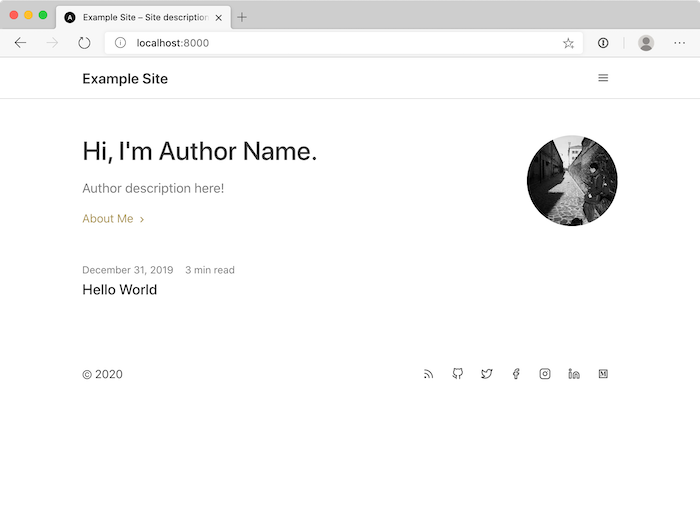 Example Site – Site description
localhost:8000
Example Site
Hi, I'm Author Name.
Author description here!
About Me
December 31, 2019 3 min read
Hello World
© 2020